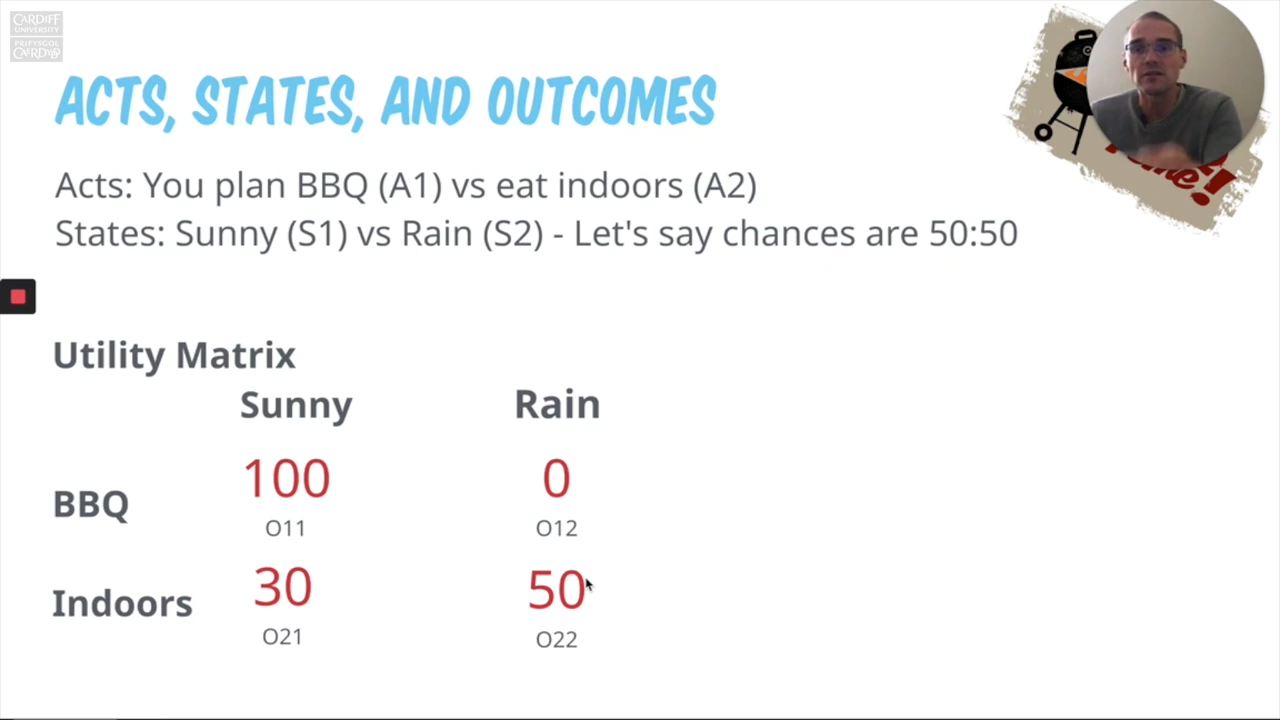 CARDIFF
UNIVERSITY
PRIFYSGOL
CAERDYDD
ACTS, STATES, AND OUTCOMES
Acts: You plan BBQ (A1) vs eat indoors (A2)
States: Sunny (S1) vs Rain (S2) - Let's say chances are 50:50
Utility Matrix
Sunny Rain
100 0
BBQ
O11 O12
30 50
Indoors
O21 O22